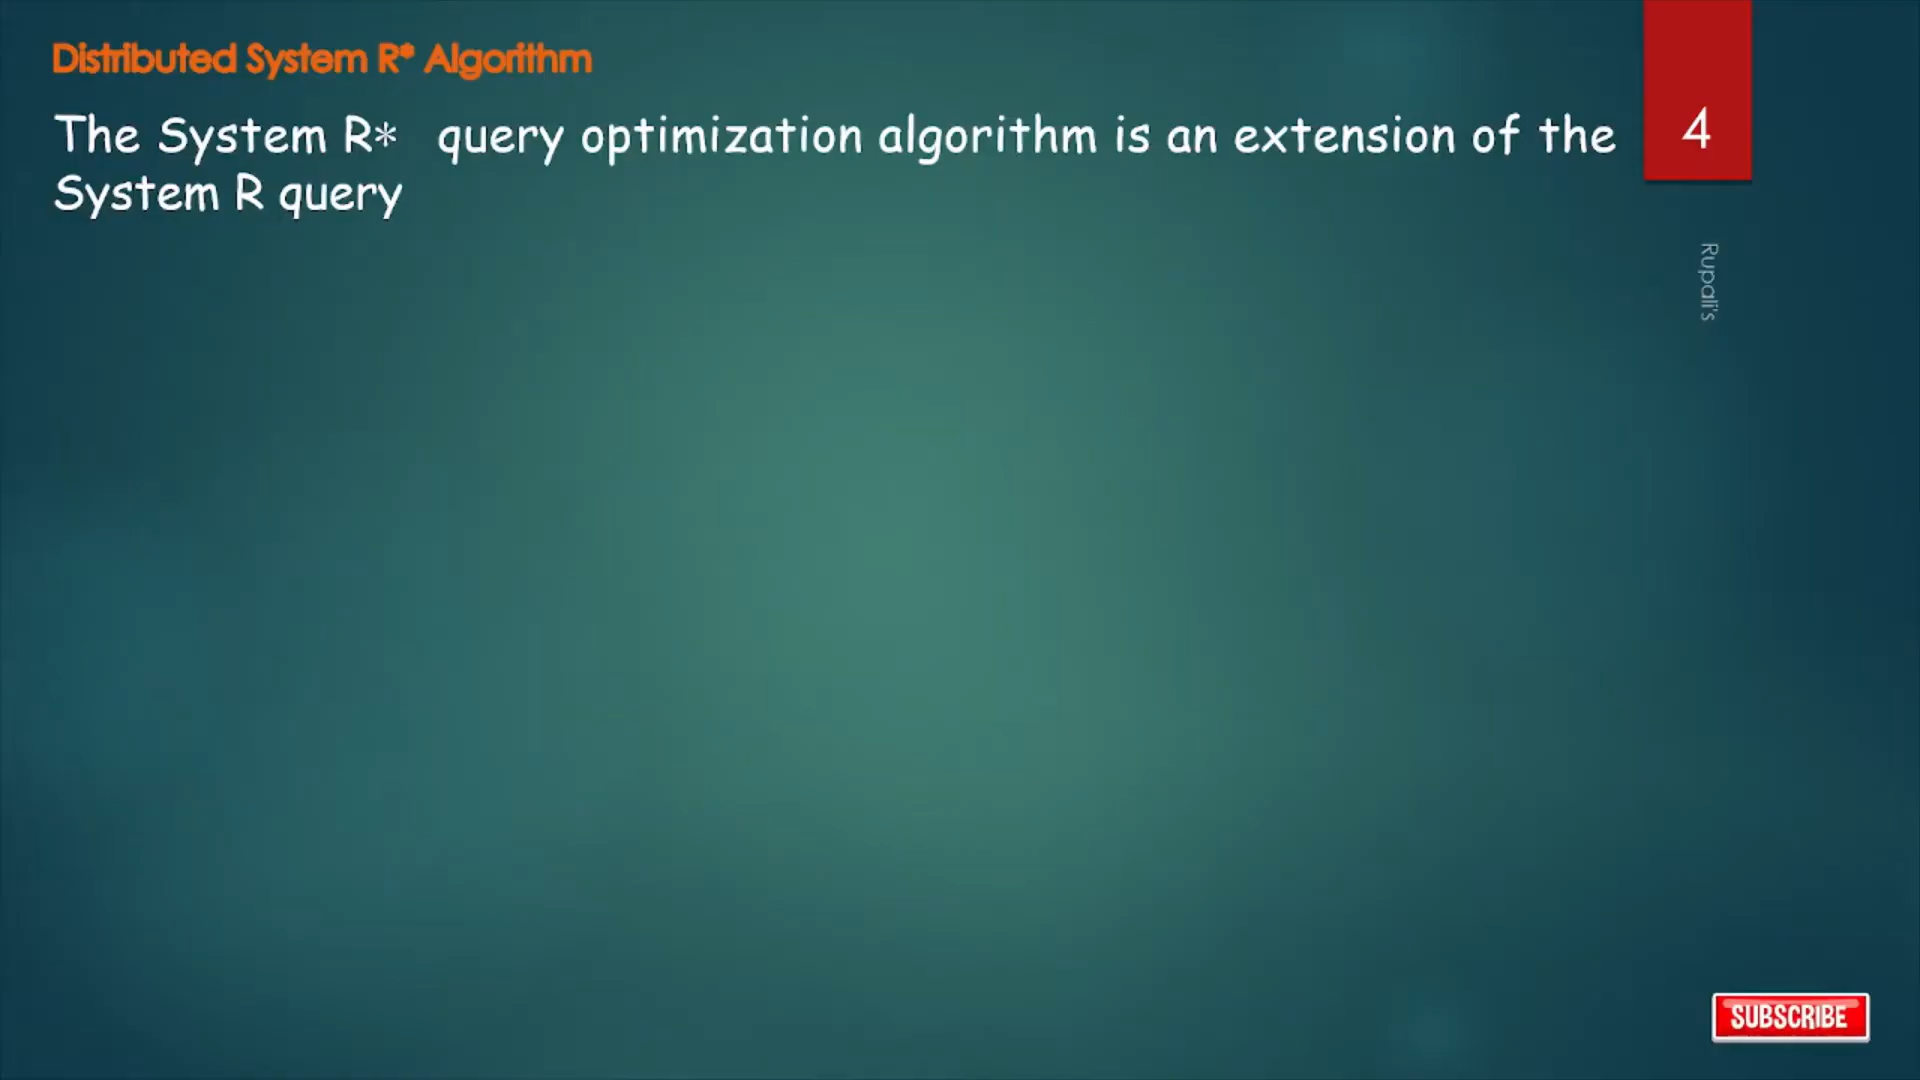 Distributed System R* Algorithm
The System R* query optimization algorithm is an extension of the
System R query
4
Rupali's
SUBSCRIBE